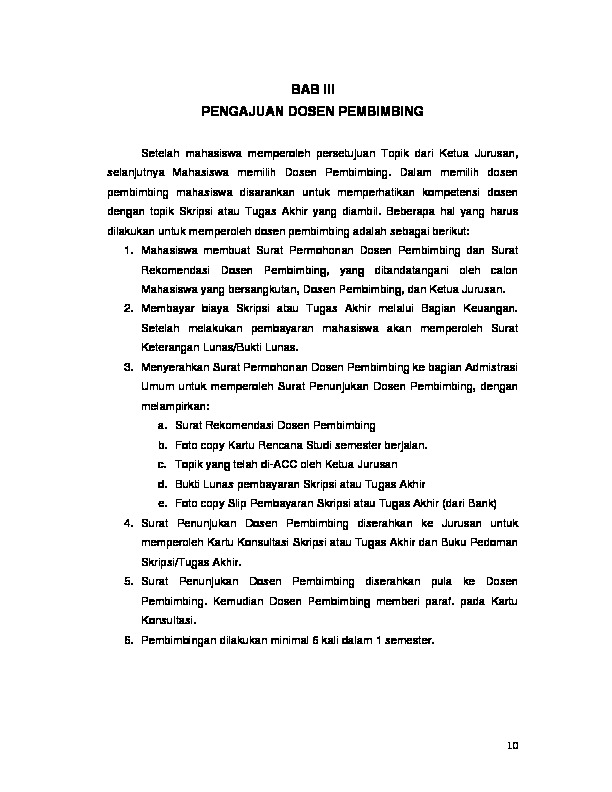 BAB III
PENGAJUAN DOSEN PEMBIMBING
Setelah mahasiswa memperoleh persetujuan Topik dari Ketua Jurusan,
selanjutnya Mahasiswa memilih Dosen Pembimbing. Dalam memilih dosen
pembimbing mahasiswa disarankan untuk memperhatikan kompetensi dosen
dengan topik Skripsi atau Tugas Akhir yang diambil. Beberapa hal yang harus
dilakukan untuk memperoleh dosen pembimbing adalah sebagai berikut:
1. Mahasiswa membuat Surat Permohonan Dosen Pembimbing dan Surat
Rekomendasi Dosen Pembimbing, yang ditandatangani oleh calon
Mahasiswa yang bersangkutan, Dosen Pembimbing, dan Ketua Jurusan.
2. Membayar biaya Skripsi atau Tugas Akhir melalui Bagian Keuangan.
Setelah melakukan pembayaran mahasiswa akan memperoleh Surat
Keterangan Lunas/Bukti Lunas.
3. Menyerahkan Surat Permohonan Dosen Pembimbing ke bagian Admistrasi
Umum untuk memperoleh Surat Penunjukan Dosen Pembimbing, dengan
melampirkan:
a. Surat Rekomendasi Dosen Pembimbing
b. Foto copy Kartu Rencana Studi semester berjalan.
c. Topik yang telah di-ACC oleh Ketua Jurusan
d. Bukti Lunas pembayaran Skripsi atau Tugas Akhir
e. Foto copy Slip Pembayaran Skripsi atau Tugas Akhir (dari Bank)
4. Surat Penunjukan Dosen Pembimbing diserahkan ke Jurusan untuk
memperoleh Kartu Konsultasi Skripsi atau Tugas Akhir dan Buku Pedoman
Skripsi/Tugas Akhir.
5. Surat Penunjukan Dosen Pembimbing diserahkan pula ke Dosen
Pembimbing. Kemudian Dosen Pembimbing memberi paraf. pada Kartu
Konsultasi.
6. Pembimbingan dilakukan minimal 6 kali dalam 1 semester.
10